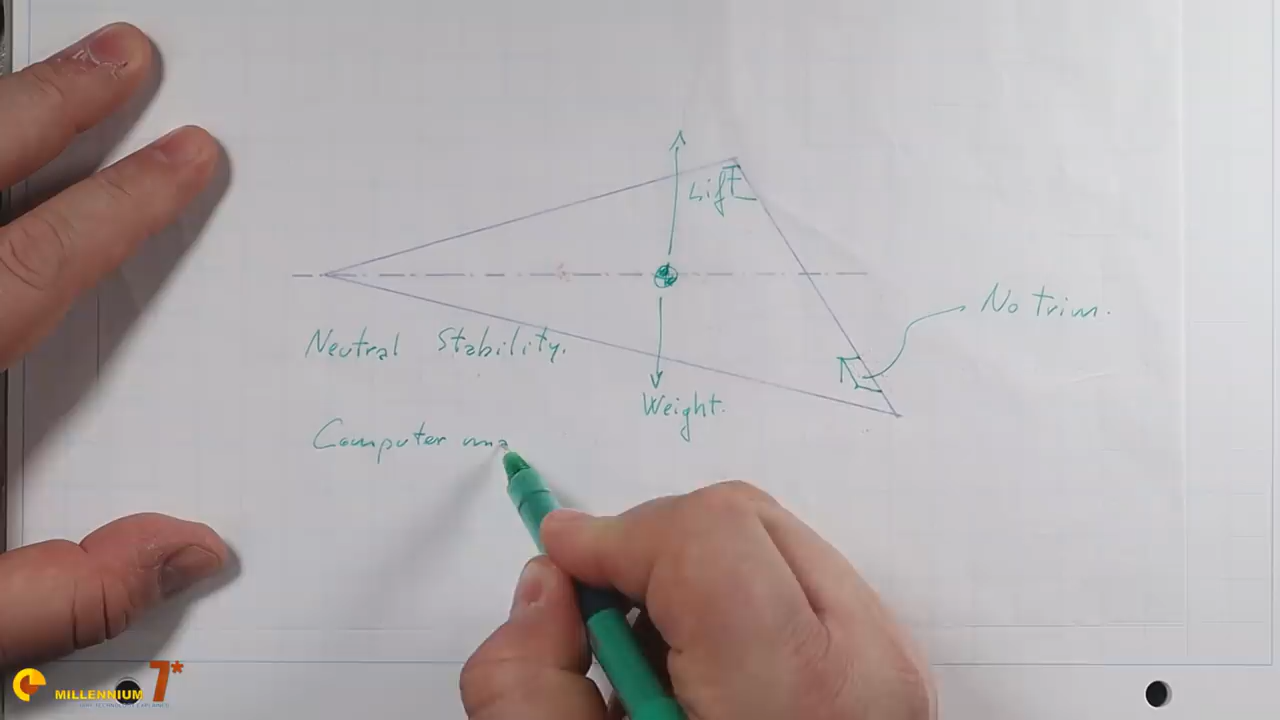 Lift
No trim.
Neutral Stability.
Weight.
Computer
MILLENNIUM 7*